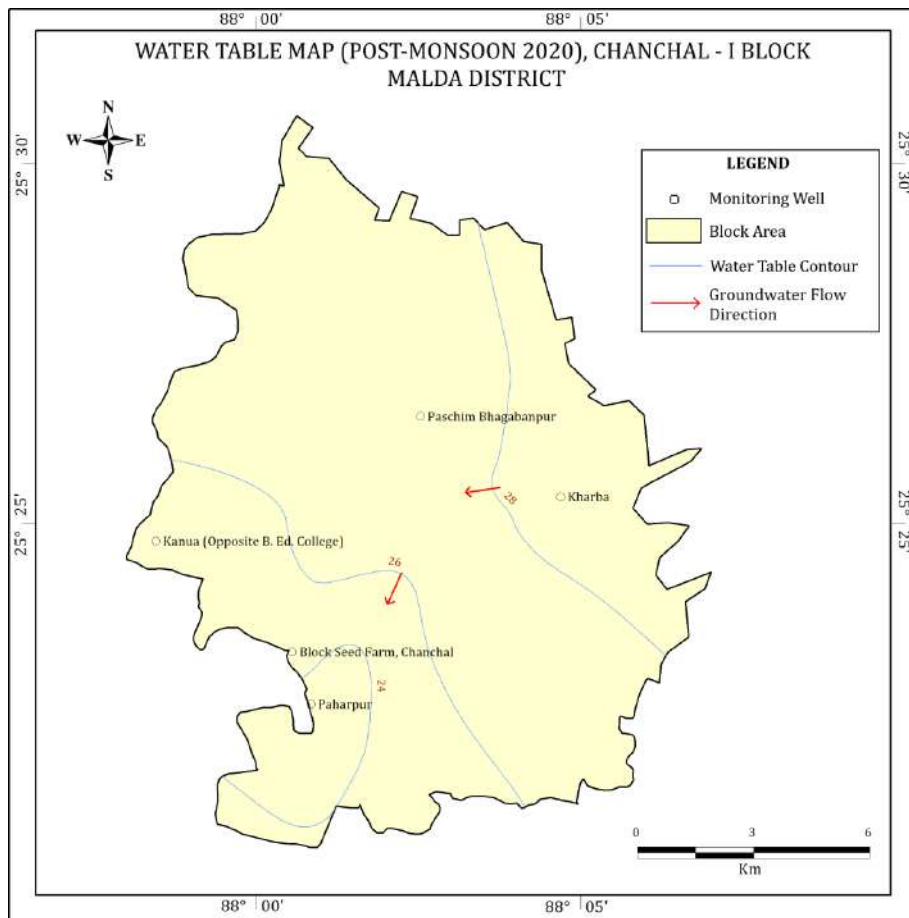 88° 00'
88° 05'
WATER TABLE MAP (POST-MONSOON 2020), CHANCHAL - I BLOCK
MALDA DISTRICT
N
W
E
S
25° 30'
25° 30'
LEGEND
Monitoring Well
Block Area
Water Table Contour
Groundwater Flow
Direction
Paschim Bhagabanpur
Kharba
28
25° 25'
25° 25'
Kanua (Opposite B. Ed. College)
26
Block Seed Farm, Chanchal
24
Paharpur
0
3
6
Km
88° 00'
88° 05'